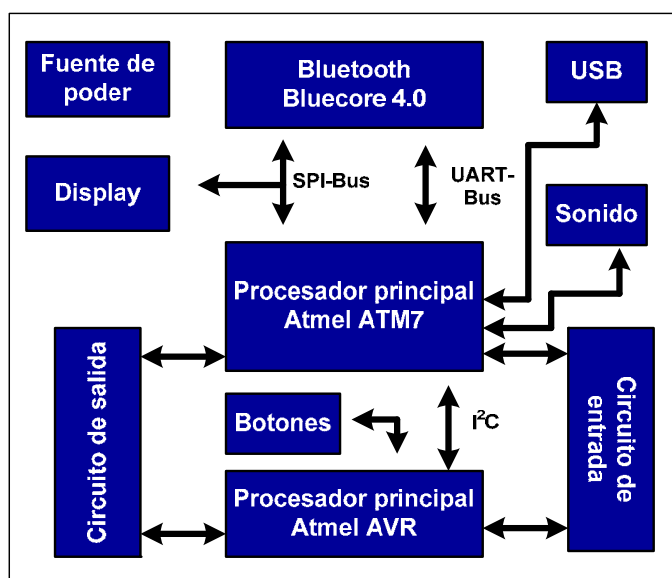 Fuente de
poder
Bluetooth
Bluecore 4.0
USB
Display
SPI-Bus
UART-
Bus
Sonido
Procesador principal
Atmel ATM7
Circuito de salida
Botones
I²C
Circuito de
entrada
Procesador principal
Atmel AVR